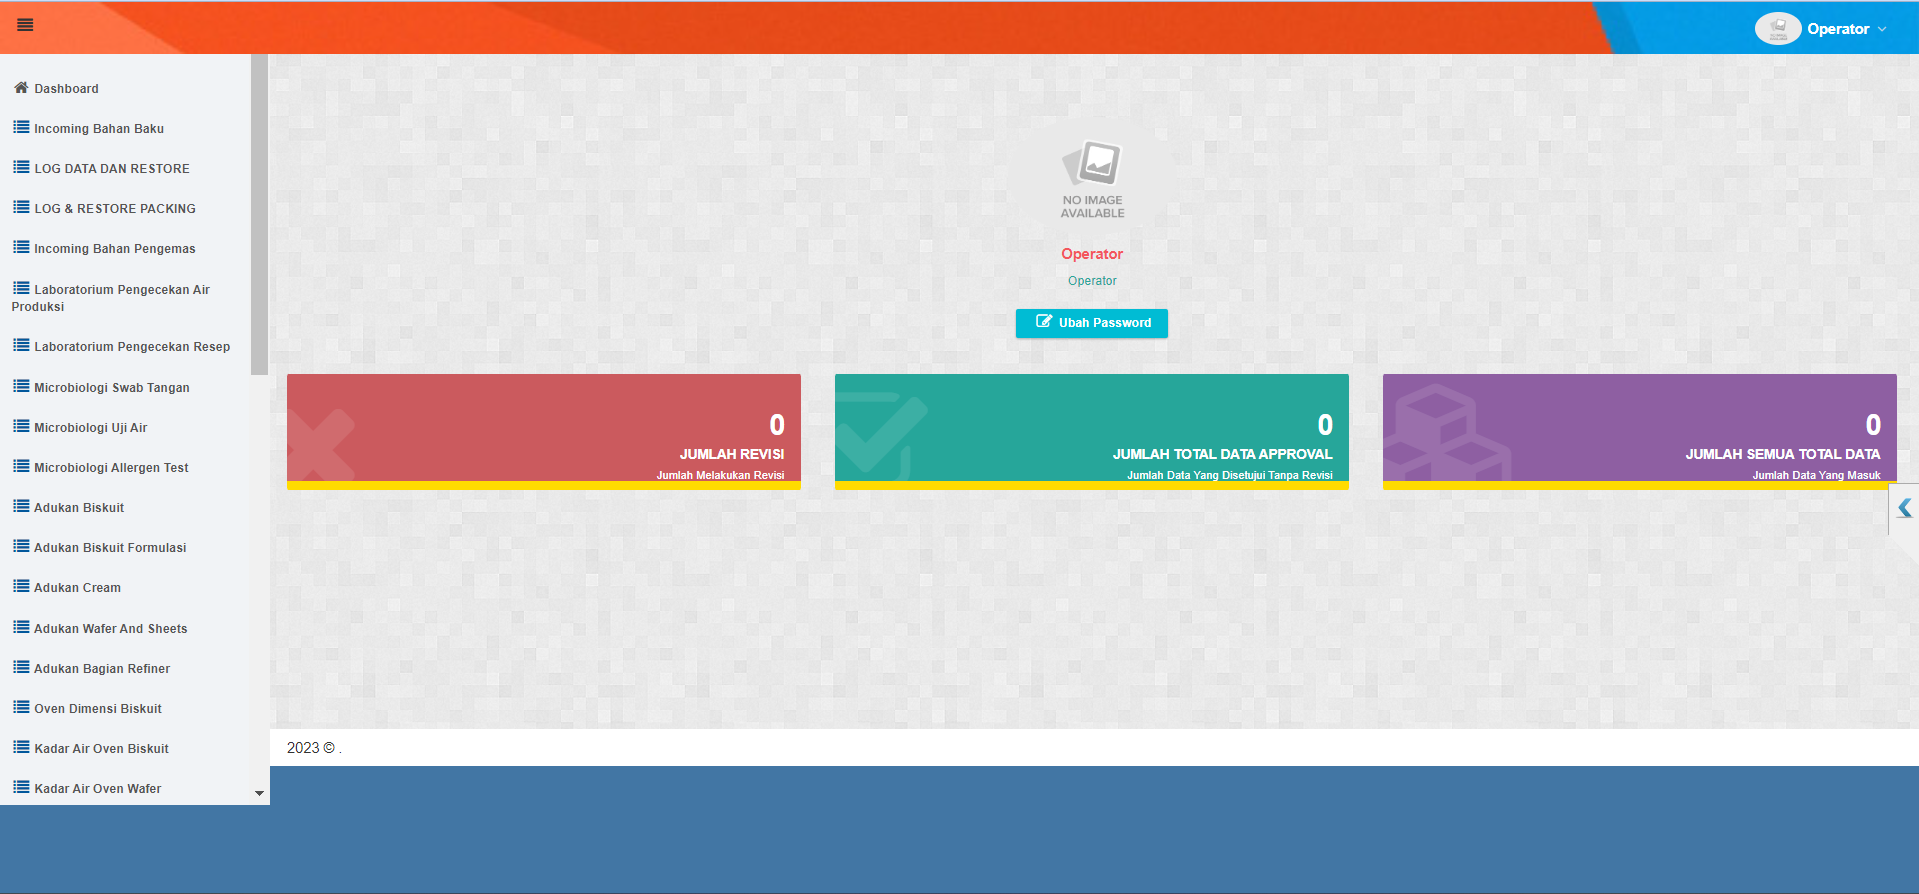 Operator
Dashboard
Incoming Bahan Baku
LOG DATA DAN RESTORE
LOG & RESTORE PACKING
Incoming Bahan Pengemas
Laboratorium Pengecekan Air
Produksi
Laboratorium Pengecekan Resep
Microbiologi Swab Tangan
Microbiologi Uji Air
Microbiologi Allergen Test
Adukan Biskuit
Adukan Biskuit Formulasi
Adukan Cream
Adukan Wafer And Sheets
Adukan Bagian Refiner
Oven Dimensi Biskuit
Kadar Air Oven Biskuit
Kadar Air Oven Wafer
NO IMAGE
AVAILABLE
Operator
Operator
Ubah Password
0
JUMLAH REVISI
Jumlah Melakukan Revisi
0
JUMLAH TOTAL DATA APPROVAL
Jumlah Data Yang Disetujui Tanpa Revisi
0
JUMLAH SEMUA TOTAL DATA
Jumlah Data Yang Masuk
2023 © .